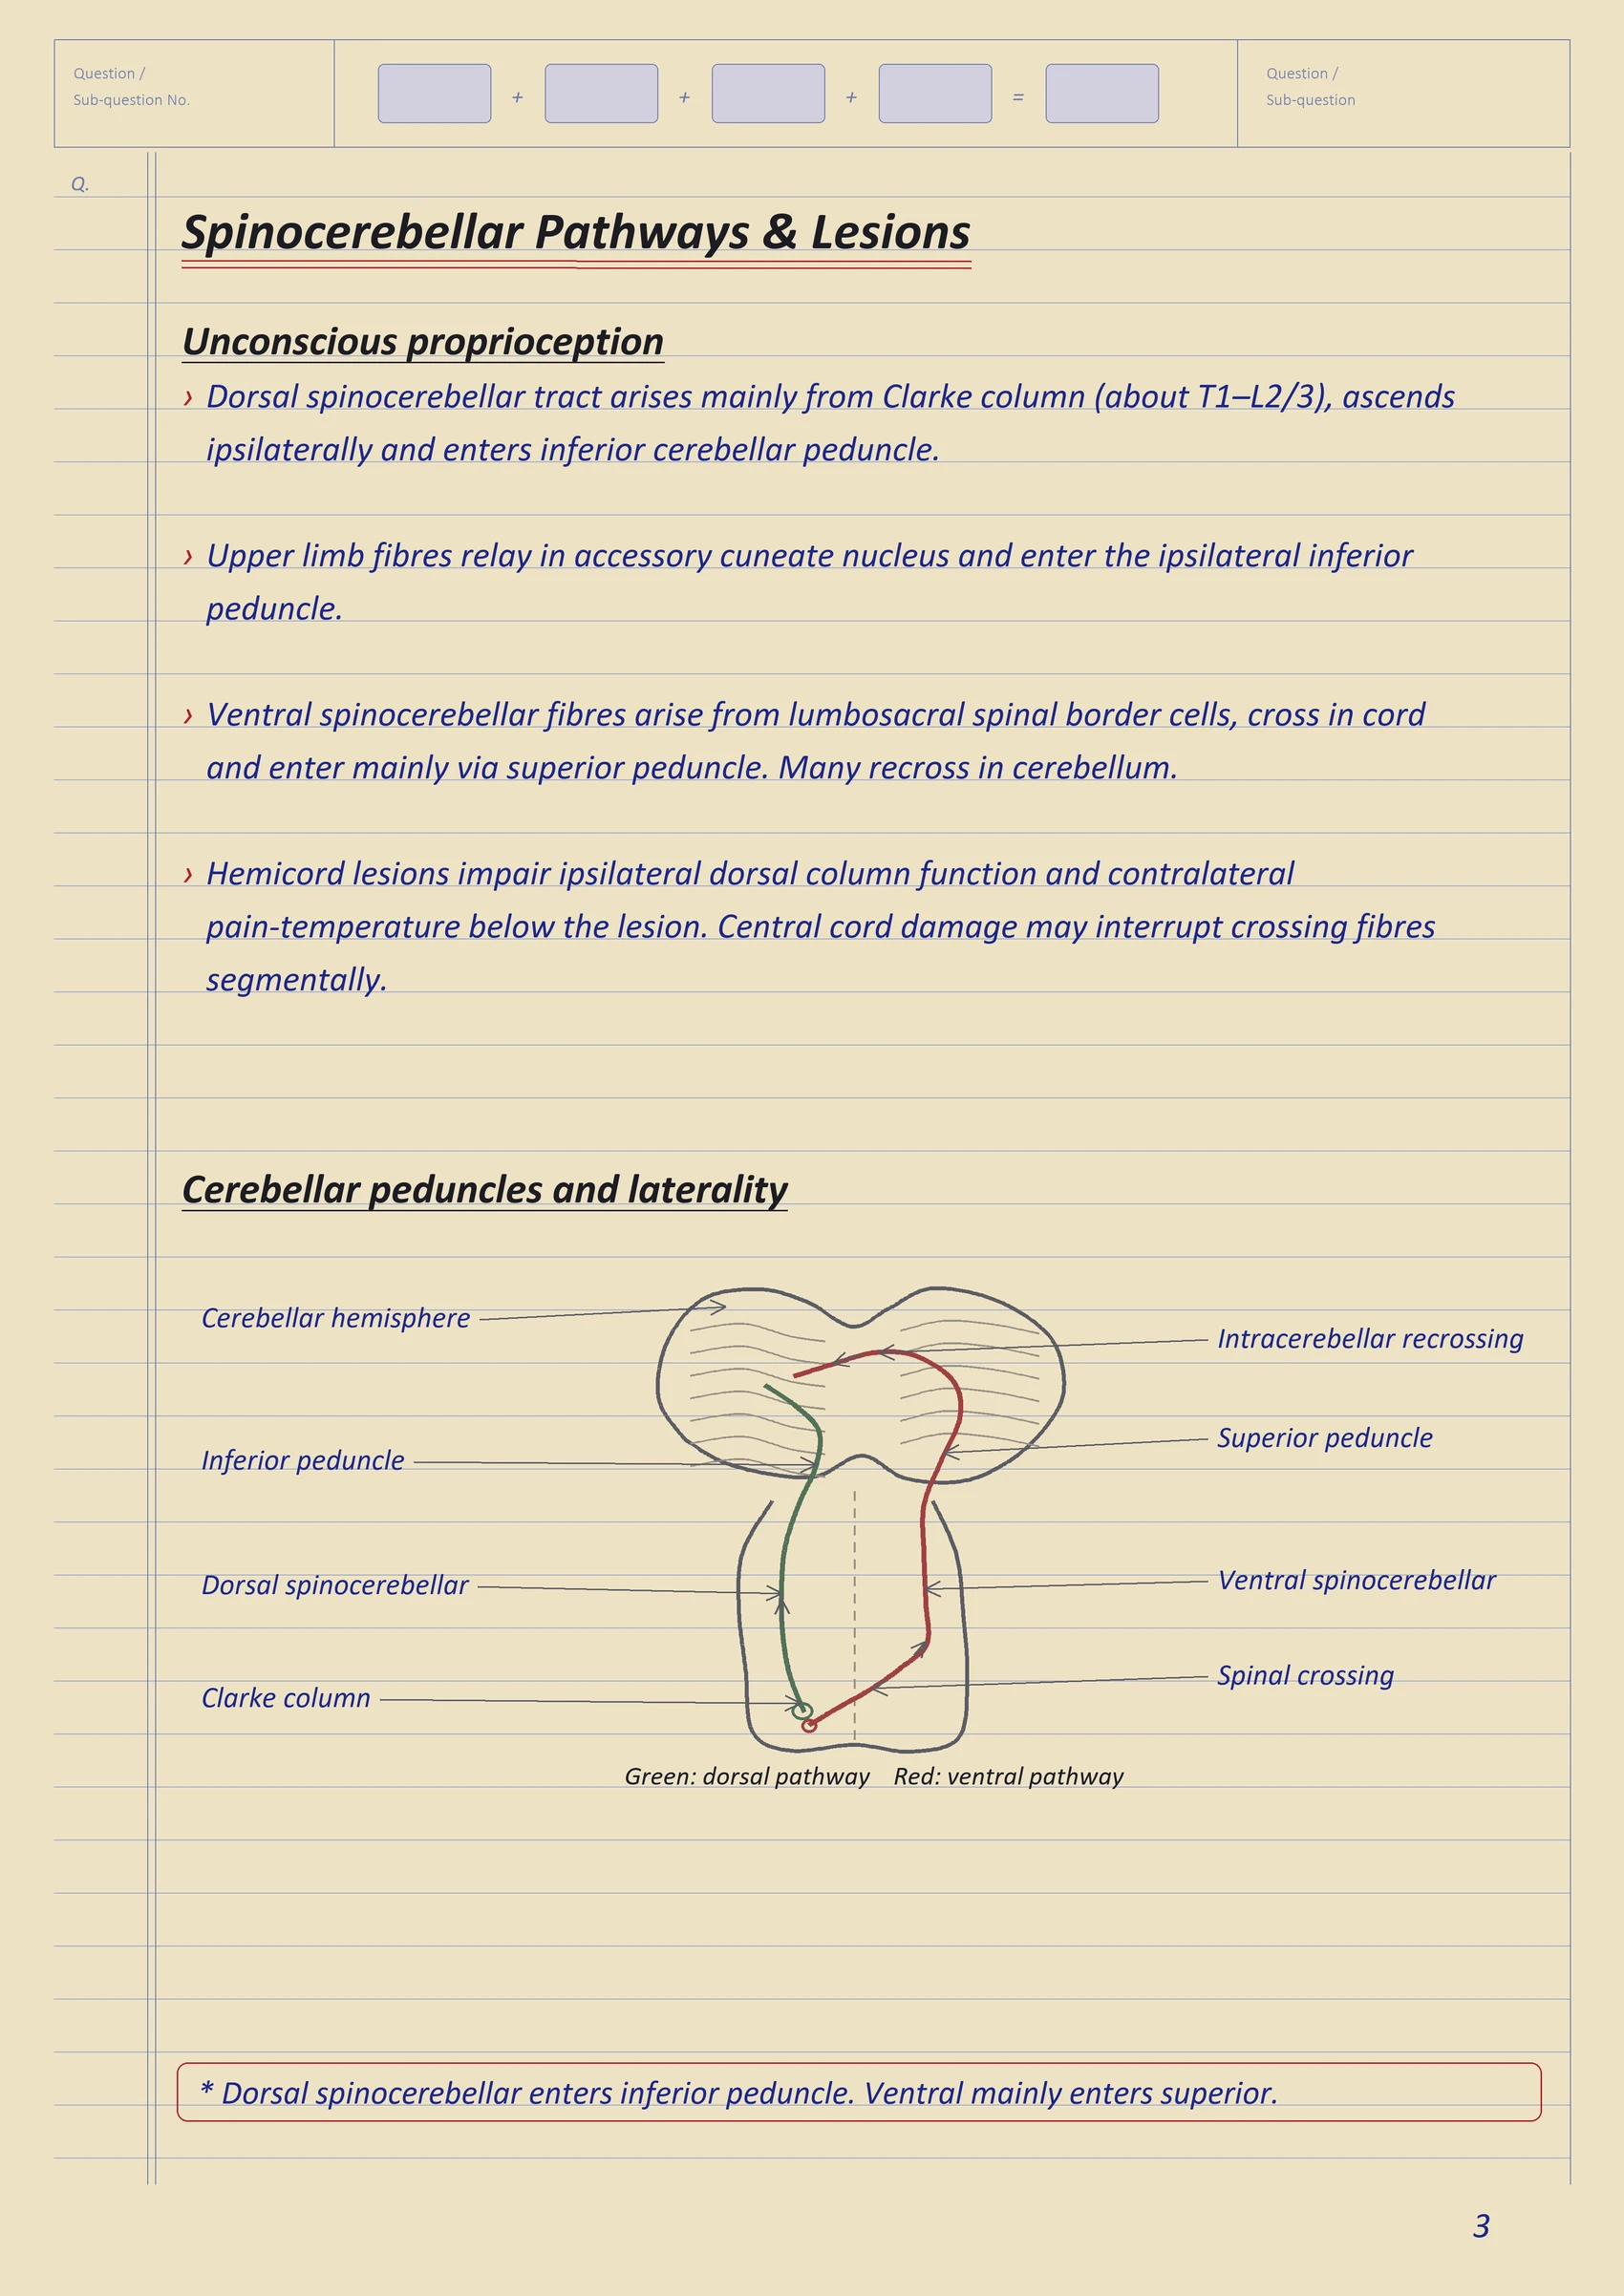 Question /
Sub-question No.
+ + + =
Question /
Sub-question
Q.
Spinocerebellar Pathways & Lesions
Unconscious proprioception
› Dorsal spinocerebellar tract arises mainly from Clarke column (about T1–L2/3), ascends
ipsilaterally and enters inferior cerebellar peduncle.
› Upper limb fibres relay in accessory cuneate nucleus and enter the ipsilateral inferior
peduncle.
› Ventral spinocerebellar fibres arise from lumbosacral spinal border cells, cross in cord
and enter mainly via superior peduncle. Many recross in cerebellum.
› Hemicord lesions impair ipsilateral dorsal column function and contralateral
pain-temperature below the lesion. Central cord damage may interrupt crossing fibres
segmentally.
Cerebellar peduncles and laterality
Cerebellar hemisphere
Intracerebellar recrossing
Superior peduncle
Inferior peduncle
Ventral spinocerebellar
Dorsal spinocerebellar
Spinal crossing
Clarke column
Green: dorsal pathway Red: ventral pathway
* Dorsal spinocerebellar enters inferior peduncle. Ventral mainly enters superior.
3